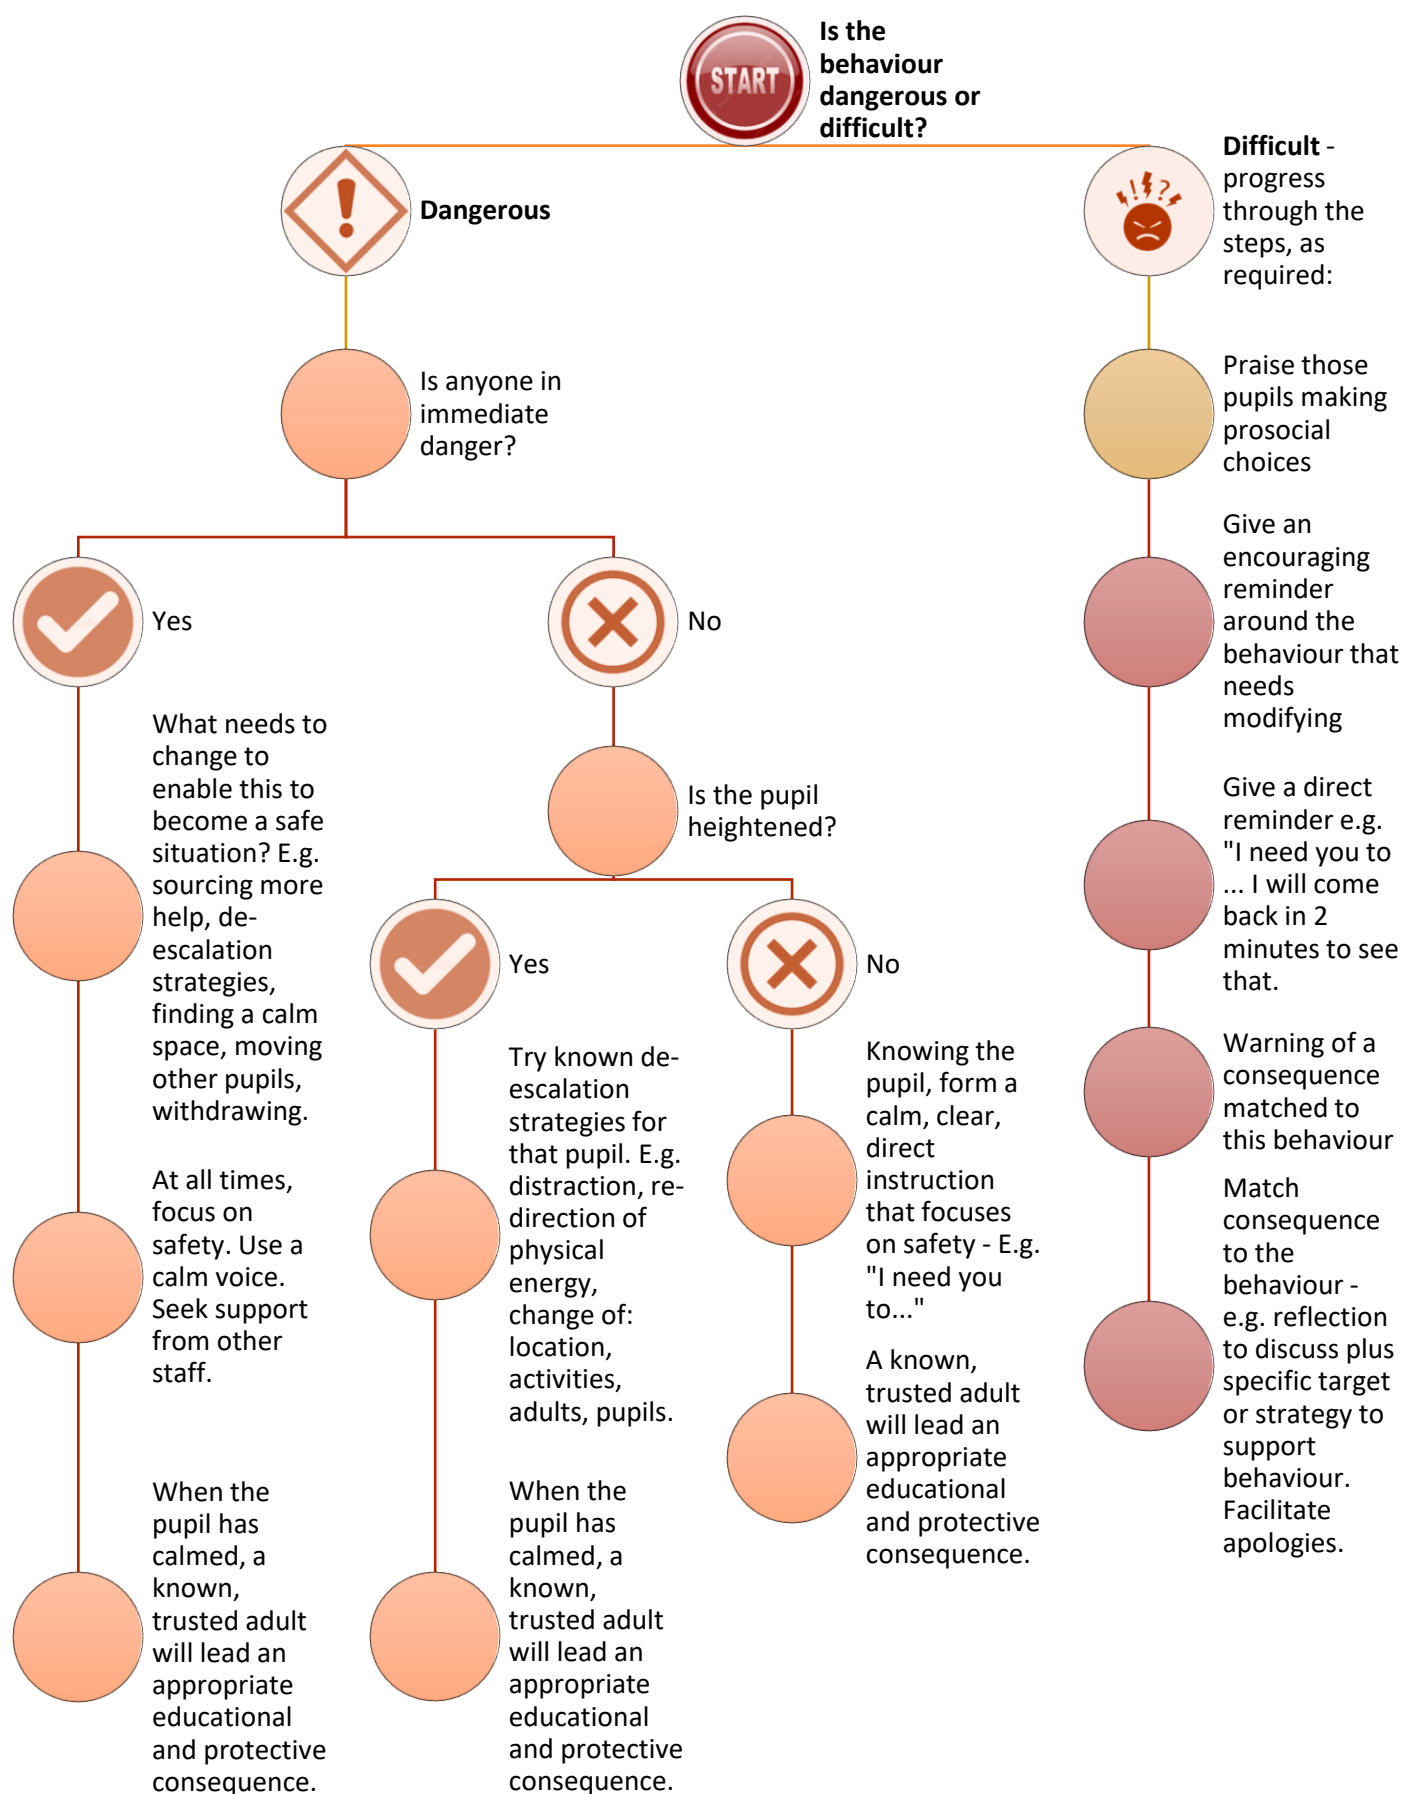 START
Is the
behaviour
dangerous or
difficult?
Dangerous
Difficult -
progress
through the
steps, as
required:
Is anyone in
immediate
danger?
Praise those
pupils making
prosocial
choices
Yes
No
Give an
encouraging
reminder
around the
behaviour that
needs
modifying
What needs to
change to
enable this to
become a safe
situation? E.g.
sourcing more
help, de-
escalation
strategies,
finding a calm
space, moving
other pupils,
withdrawing.
Is the pupil
heightened?
Give a direct
reminder e.g.
"I need you to
... I will come
back in 2
minutes to see
that.
Yes
No
Warning of a
consequence
matched to
this behaviour
At all times,
focus on
safety. Use a
calm voice.
Seek support
from other
staff.
Try known de-
escalation
strategies for
that pupil. E.g.
distraction, re-
direction of
physical
energy,
change of:
location,
activities,
adults, pupils.
Knowing the
pupil, form a
calm, clear,
direct
instruction
that focuses
on safety - E.g.
"I need you
to..."
Match
consequence
to the
behaviour -
e.g. reflection
to discuss plus
specific target
or strategy to
support
behaviour.
Facilitate
apologies.
When the
pupil has
calmed, a
known,
trusted adult
will lead an
appropriate
educational
and protective
consequence.
When the
pupil has
calmed, a
known,
trusted adult
will lead an
appropriate
educational
and protective
consequence.
A known,
trusted adult
will lead an
appropriate
educational
and protective
consequence.